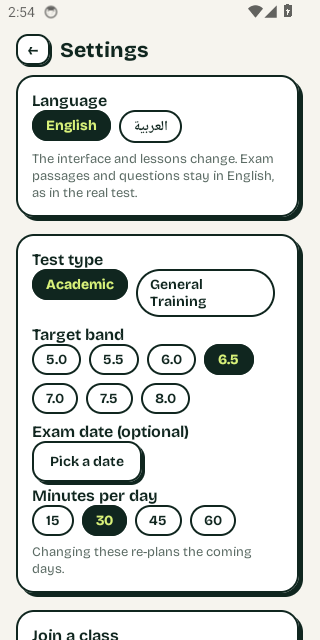 2:54
← Settings
Language
English العربية
The interface and lessons change. Exam
passages and questions stay in English,
as in the real test.
Test type
Academic General
Training
Target band
5.0 5.5 6.0 6.5
7.0 7.5 8.0
Exam date (optional)
Pick a date
Minutes per day
15 30 45 60
Changing these re-plans the coming
days.
Join a class